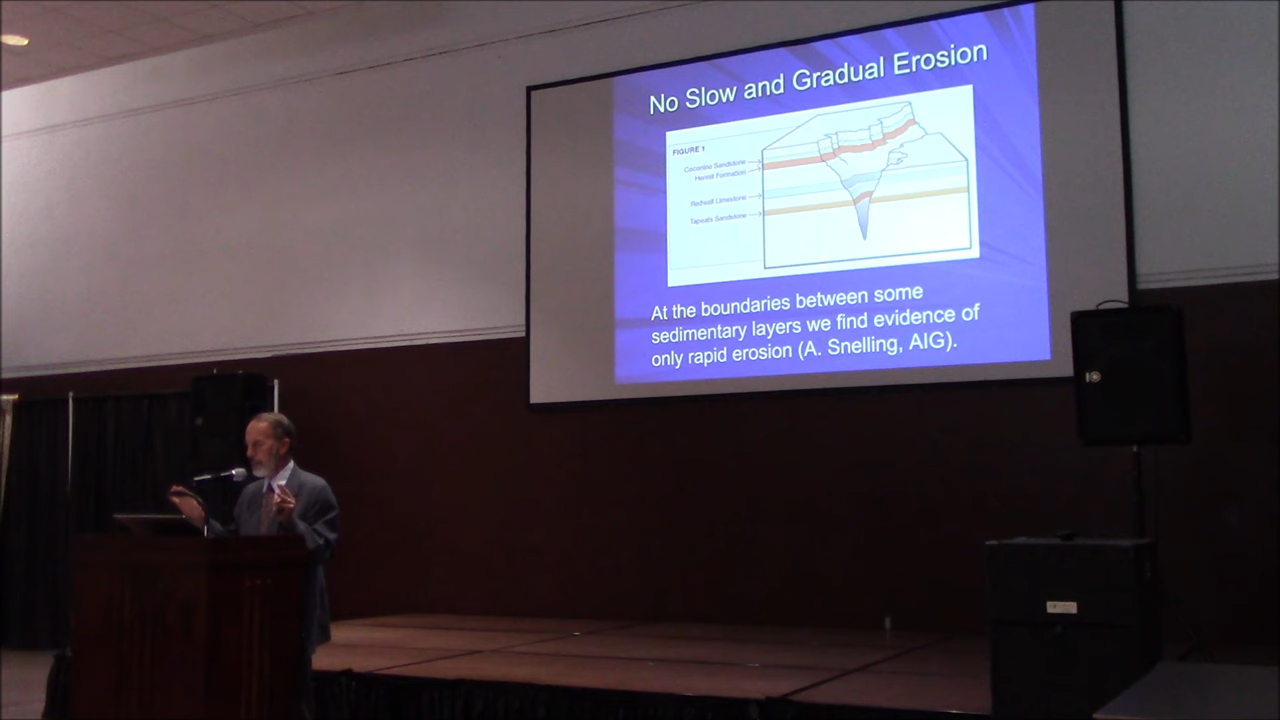 No Slow and Gradual Erosion
FIGURE 1
Coconino Sandstone
Hermit Formation
Redwall Limestone
Tapeats Sandstone
At the boundaries between some
sedimentary layers we find evidence of
only rapid erosion (A. Snelling, AIG).